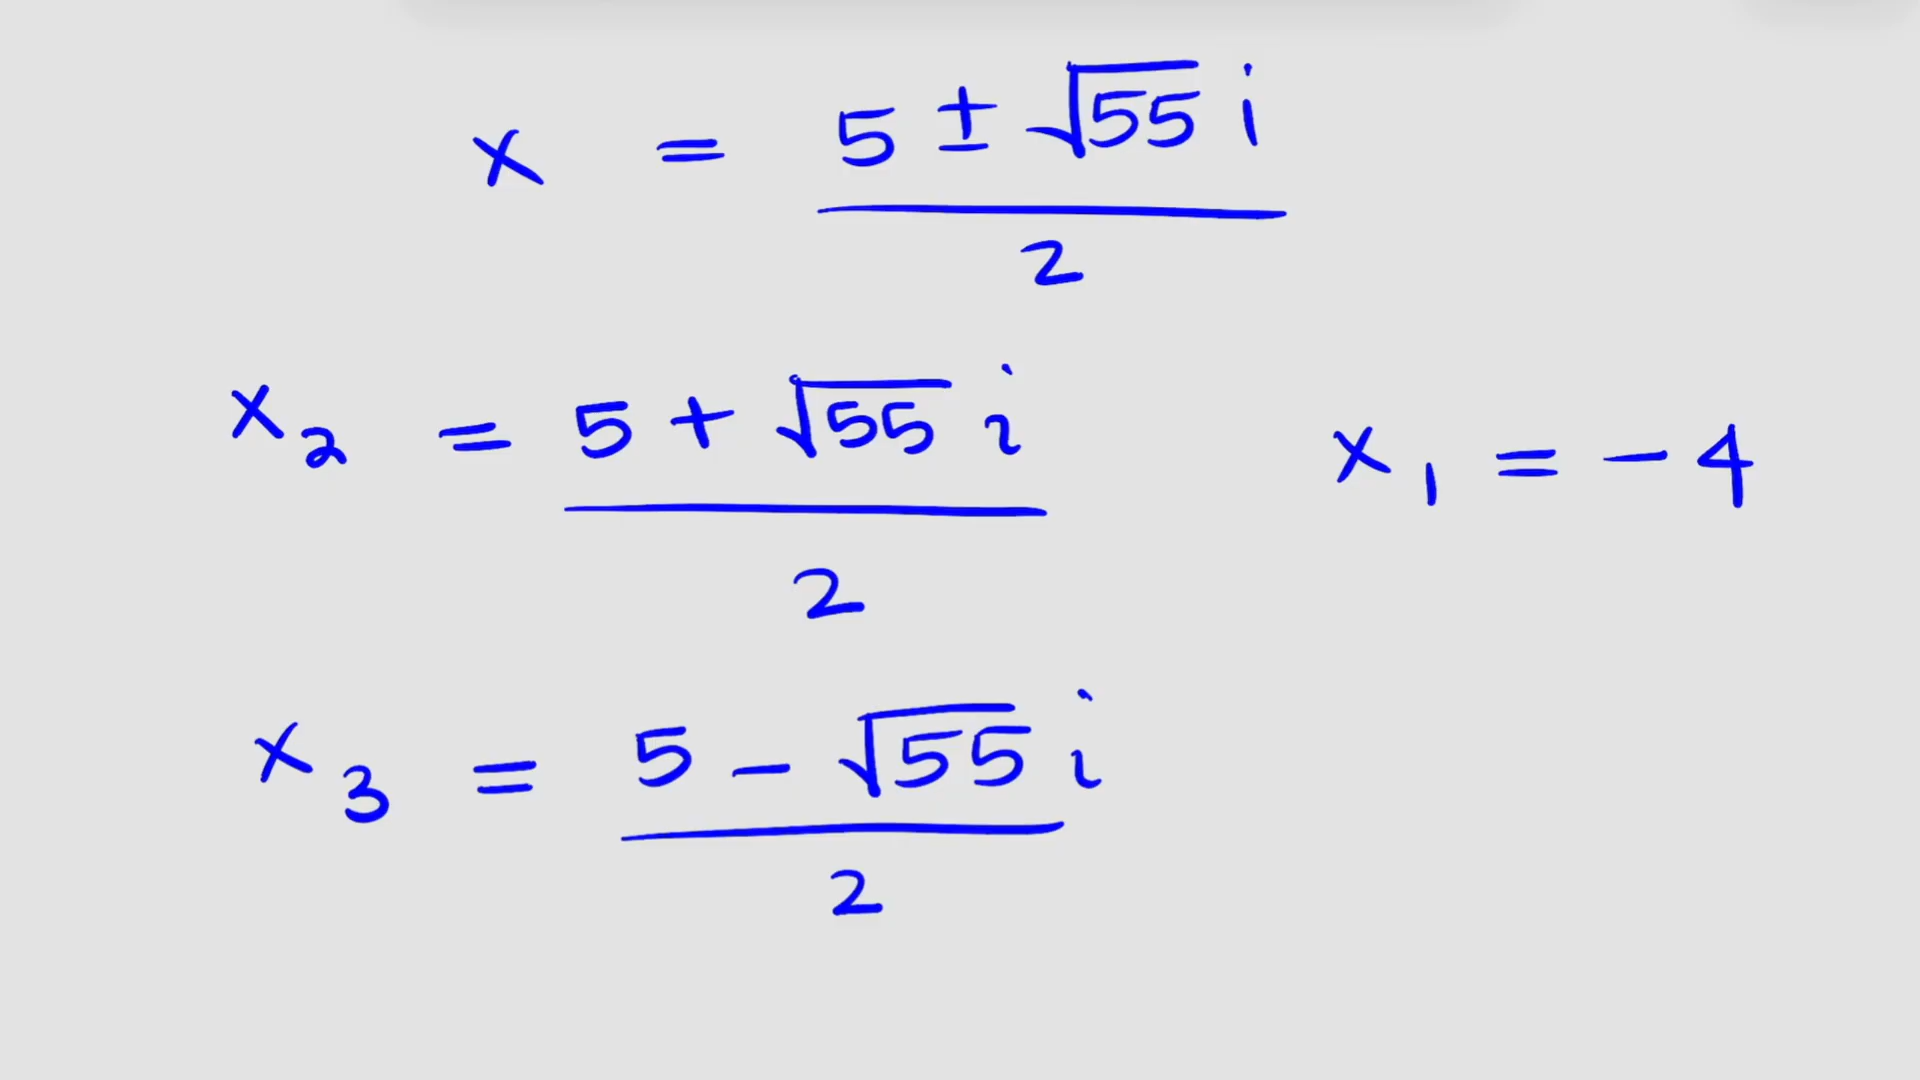 x = (5 ± √55 i) / 2
x₂ = (5 + √55 i) / 2
x₁ = -4
x₃ = (5 - √55 i) / 2